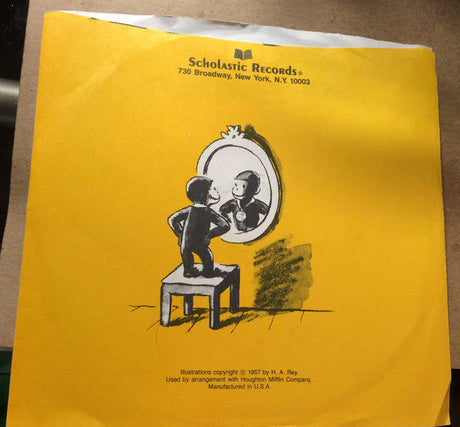 Scholastic Records®
730 Broadway, New York, N.Y. 10003
Illustrations copyright © 1957 by H. A. Rey.
Used by arrangement with Houghton Mifflin Company.
Manufactured in U.S.A.